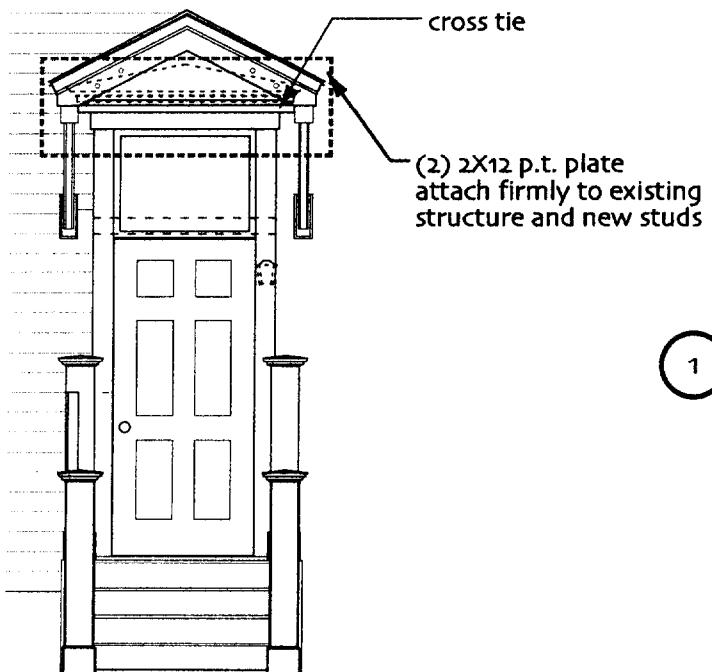 cross tie
(2) 2X12 p.t. plate
attach firmly to existing
structure and new studs
1